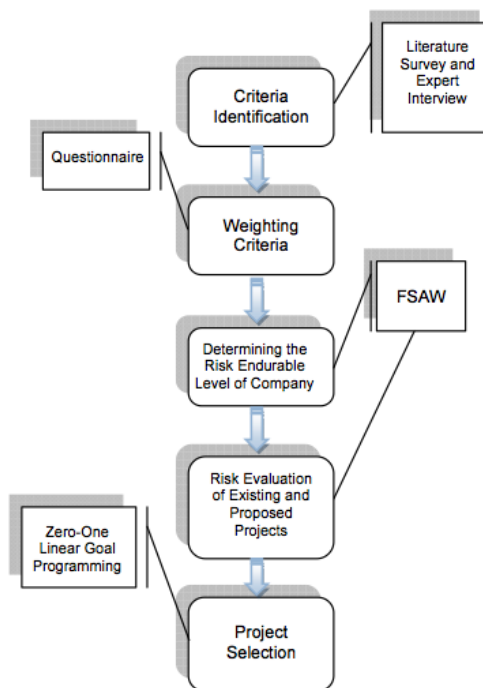 Literature
Survey and
Expert
Interview
Criteria
Identification
Questionnaire
Weighting
Criteria
FSAW
Determining the
Risk Endurable
Level of Company
Risk Evaluation
of Existing and
Proposed
Projects
Zero-One
Linear Goal
Programming
Project
Selection